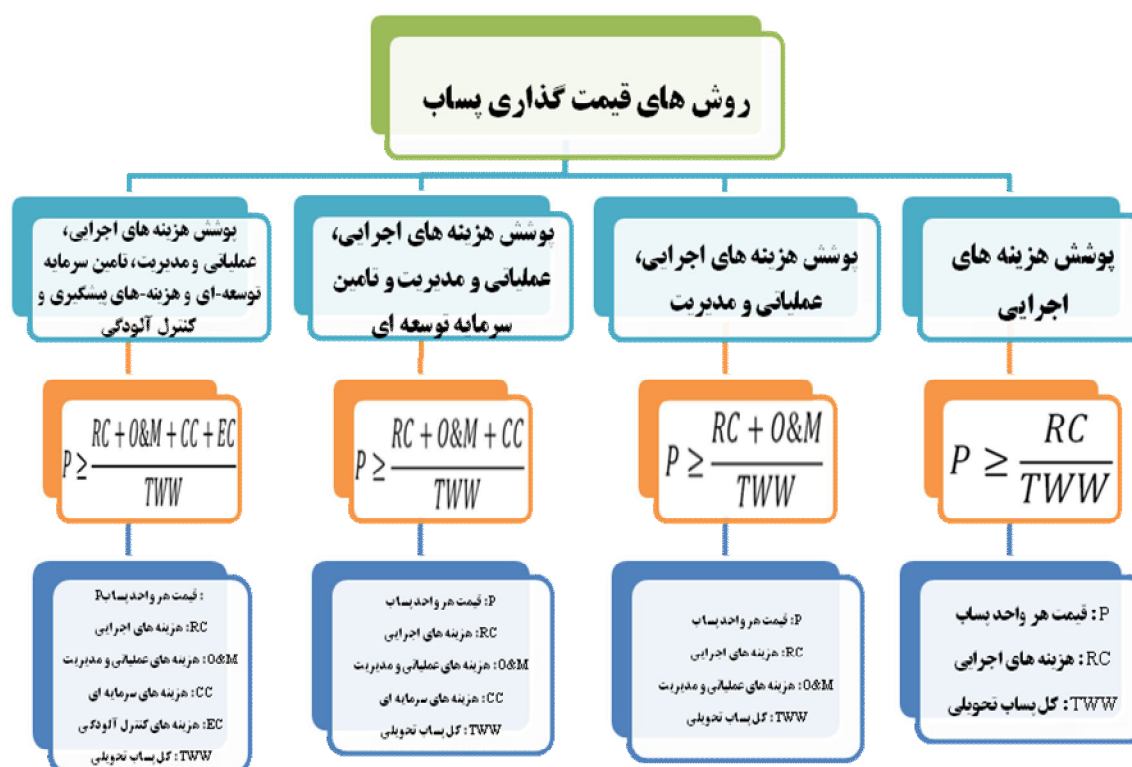 روش های قیمت گذاری پساب
پوشش هزینه های
اجرایی
پوشش هزینه های اجرایی،
عملیاتی و مدیریت
پوشش هزینه های اجرایی،
عملیاتی و مدیریت و تامین
سرمایه توسعه ای
پوشش هزینه های اجرایی،
عملیاتی و مدیریت، تامین سرمایه
توسعه-ای و هزینه-های پیشگیری و
کنترل آلودگی
P ≥ RC / TWW
P ≥ RC + O&M / TWW
P ≥ RC + O&M + CC / TWW
P ≥ RC + O&M + CC + EC / TWW
P: قیمت هر واحد پساب
RC: هزینه های اجرایی
TWW: کل پساب تحویلی
P: قیمت هر واحد پساب
RC: هزینه های اجرایی
O&M: هزینه های عملیاتی و مدیریت
TWW: کل پساب تحویلی
P: قیمت هر واحد پساب
RC: هزینه های اجرایی
O&M: هزینه های عملیاتی و مدیریت
CC: هزینه های سرمایه ای
TWW: کل پساب تحویلی
: قیمت هر واحد پسابP
RC: هزینه های اجرایی
O&M: هزینه های عملیاتی و مدیریت
CC: هزینه های سرمایه ای
EC: هزینه های کنترل آلودگی
TWW: کل پساب تحویلی